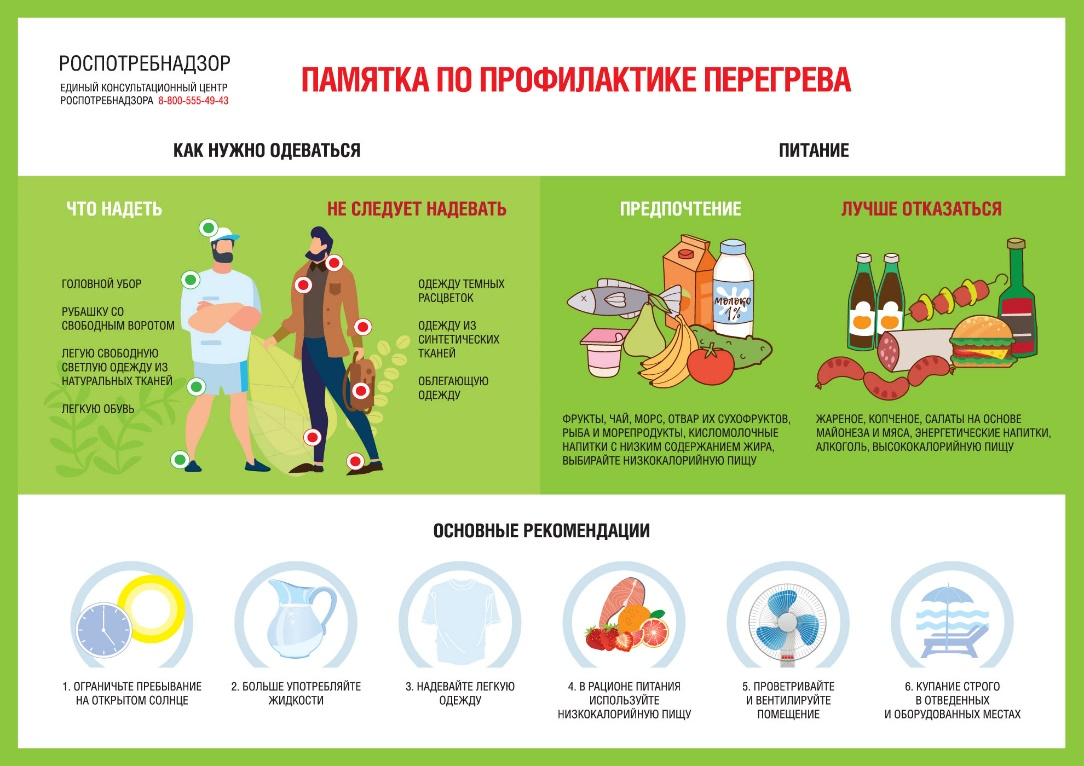 РОСПОТРЕБНАДЗОР
ЕДИНЫЙ КОНСУЛЬТАЦИОННЫЙ ЦЕНТР
РОСПОТРЕБНАДЗОРА 8-800-555-49-43
ПАМЯТКА ПО ПРОФИЛАКТИКЕ ПЕРЕГРЕВА
КАК НУЖНО ОДЕВАТЬСЯ
ЧТО НАДЕТЬ
ГОЛОВНОЙ УБОР
РУБАШКУ СО
СВОБОДНЫМ ВОРОТОМ
ЛЕГУЮ СВОБОДНУЮ
СВЕТЛУЮ ОДЕЖДУ ИЗ
НАТУРАЛЬНЫХ ТКАНЕЙ
ЛЕГКУЮ ОБУВЬ
НЕ СЛЕДУЕТ НАДЕВАТЬ
ОДЕЖДУ ТЕМНЫХ
РАСЦВЕТОК
ОДЕЖДУ ИЗ
СИНТЕТИЧЕСКИХ
ТКАНЕЙ
ОБЛЕГАЮЩУЮ
ОДЕЖДУ
ПИТАНИЕ
ПРЕДПОЧТЕНИЕ
МОЛОКО
1%
ФРУКТЫ, ЧАЙ, МОРС, ОТВАР ИХ СУХОФРУКТОВ,
РЫБА И МОРЕПРОДУКТЫ, КИСЛОМОЛОЧНЫЕ
НАПИТКИ С НИЗКИМ СОДЕРЖАНИЕМ ЖИРА,
ВЫБИРАЙТЕ НИЗКОКАЛОРИЙНУЮ ПИЩУ
ЛУЧШЕ ОТКАЗАТЬСЯ
ЖАРЕНОЕ, КОПЧЕНОЕ, САЛАТЫ НА ОСНОВЕ
МАЙОНЕЗА И МЯСА, ЭНЕРГЕТИЧЕСКИЕ НАПИТКИ,
АЛКОГОЛЬ, ВЫСОКОКАЛОРИЙНУЮ ПИЩУ
ОСНОВНЫЕ РЕКОМЕНДАЦИИ
1. ОГРАНИЧЬТЕ ПРЕБЫВАНИЕ
НА ОТКРЫТОМ СОЛНЦЕ
2. БОЛЬШЕ УПОТРЕБЛЯЙТЕ
ЖИДКОСТИ
3. НАДЕВАЙТЕ ЛЕГКУЮ
ОДЕЖДУ
4. В РАЦИОНЕ ПИТАНИЯ
ИСПОЛЬЗУЙТЕ
НИЗКОКАЛОРИЙНУЮ ПИЩУ
5. ПРОВЕТРИВАЙТЕ
И ВЕНТИЛИРУЙТЕ
ПОМЕЩЕНИЕ
6. КУПАНИЕ СТРОГО
В ОТВЕДЕННЫХ
И ОБОРУДОВАННЫХ МЕСТАХ